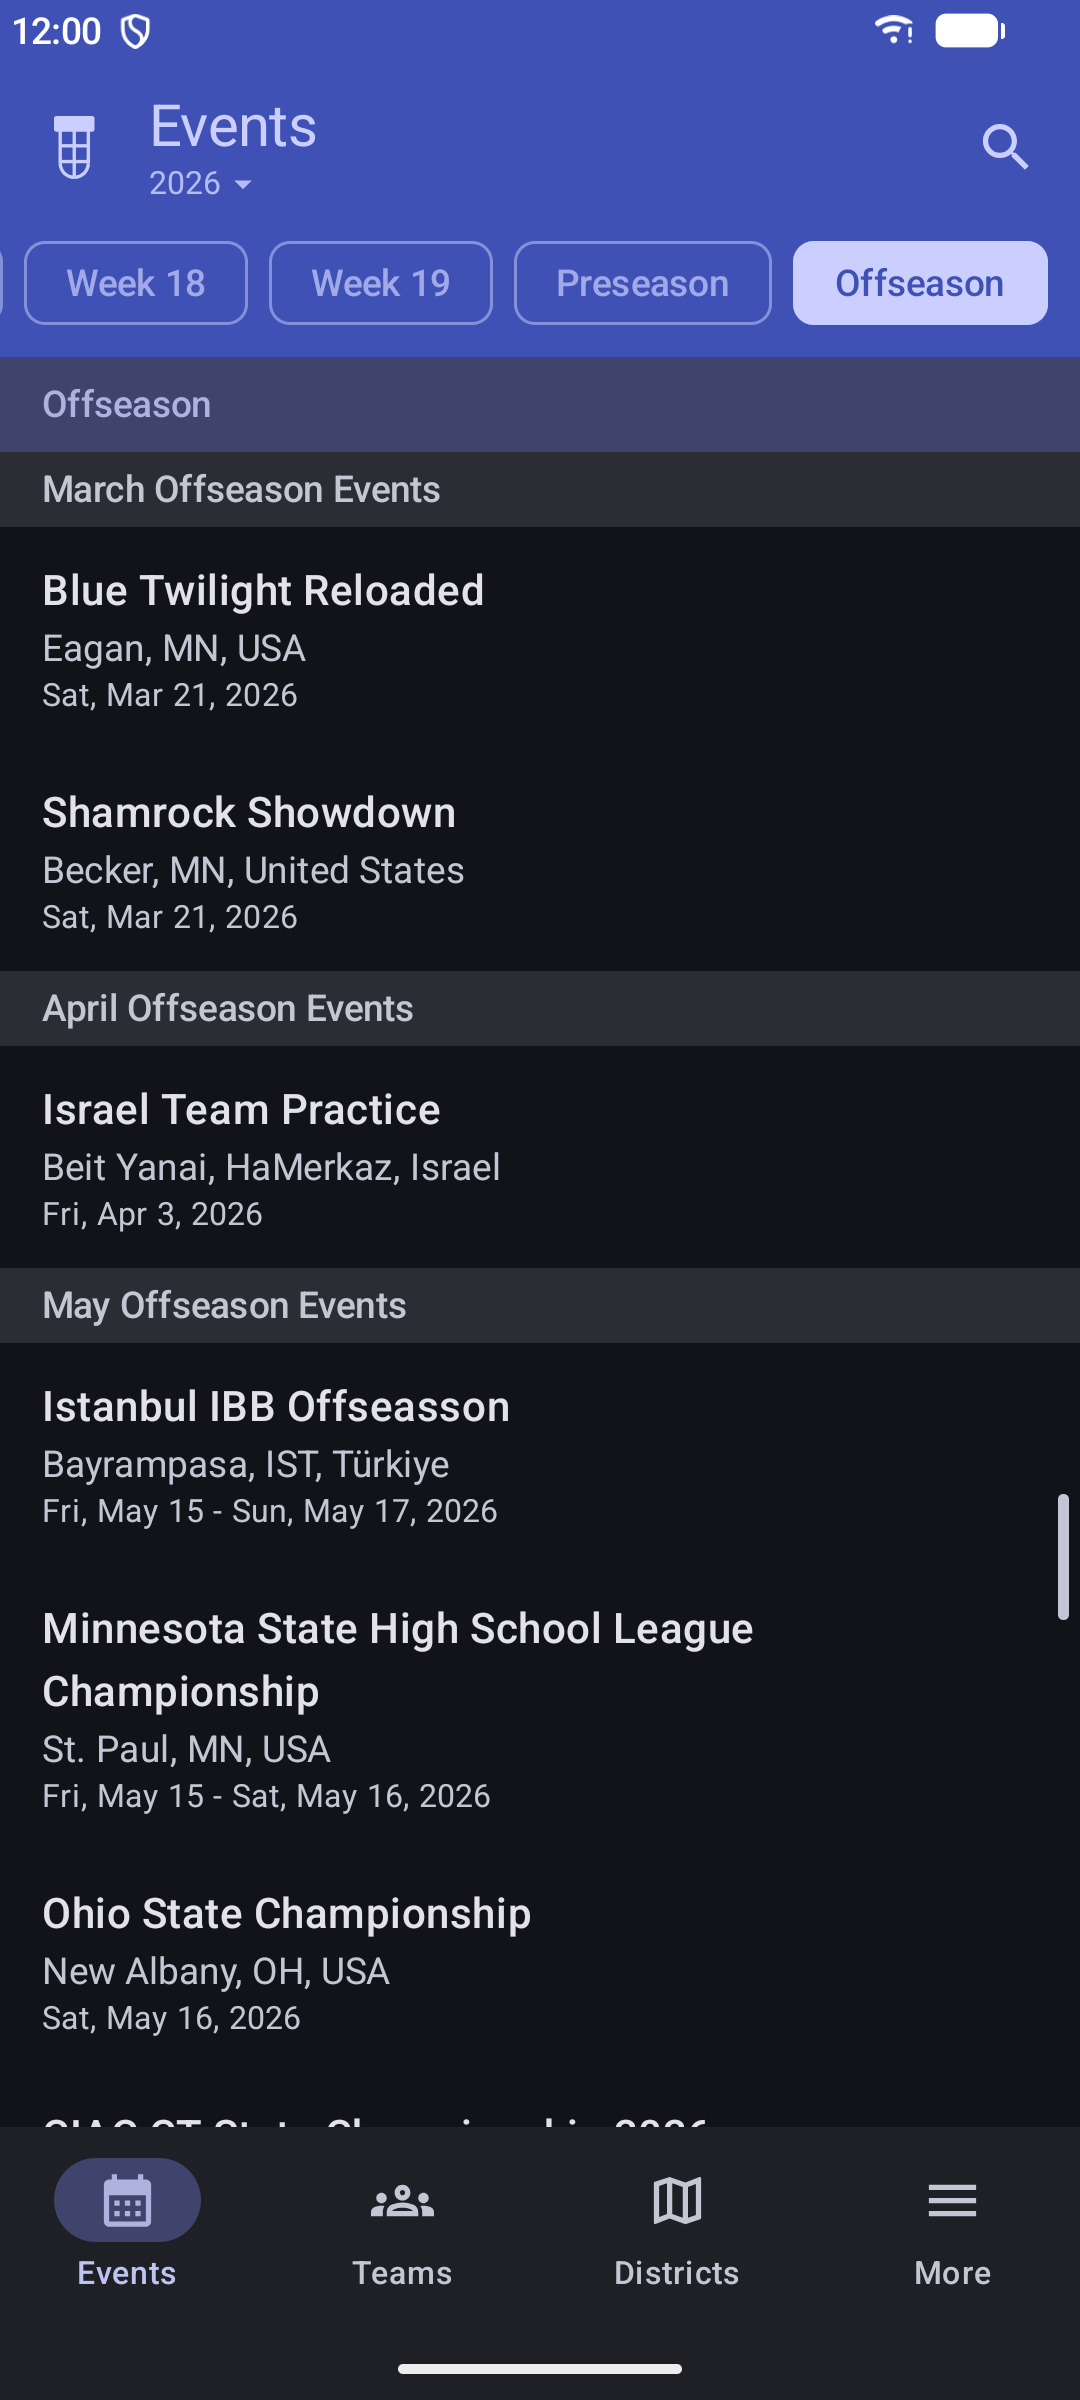 12:00
Events
2026
Week 18
Week 19
Preseason
Offseason
Offseason
March Offseason Events
Blue Twilight Reloaded
Eagan, MN, USA
Sat, Mar 21, 2026
Shamrock Showdown
Becker, MN, United States
Sat, Mar 21, 2026
April Offseason Events
Israel Team Practice
Beit Yanai, HaMerkaz, Israel
Fri, Apr 3, 2026
May Offseason Events
Istanbul IBB Offseasson
Bayrampasa, IST, Türkiye
Fri, May 15 - Sun, May 17, 2026
Minnesota State High School League
Championship
St. Paul, MN, USA
Fri, May 15 - Sat, May 16, 2026
Ohio State Championship
New Albany, OH, USA
Sat, May 16, 2026
Events
Teams
Districts
More